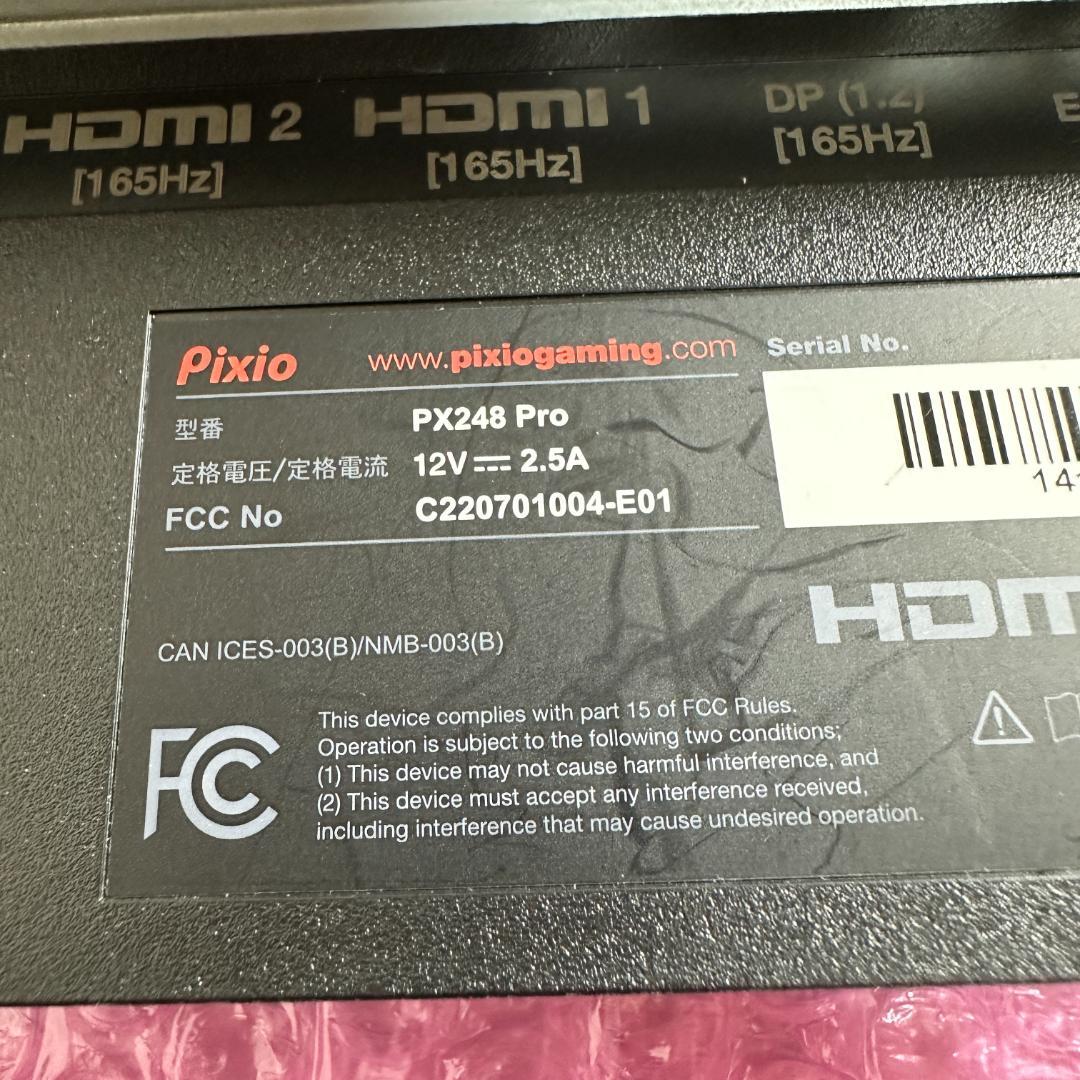 HDMI 2 HDMI 1 DP (1.2)
[165Hz] [165Hz] [165Hz]
Pixio www.pixiogaming.com Serial No.
型番 PX248 Pro
定格電圧/定格電流 12V⎓2.5A
FCC No C220701004-E01
HDM
CAN ICES-003(B)/NMB-003(B)
FC This device complies with part 15 of FCC Rules.
Operation is subject to the following two conditions;
(1) This device may not cause harmful interference, and
(2) This device must accept any interference received,
including interference that may cause undesired operation.